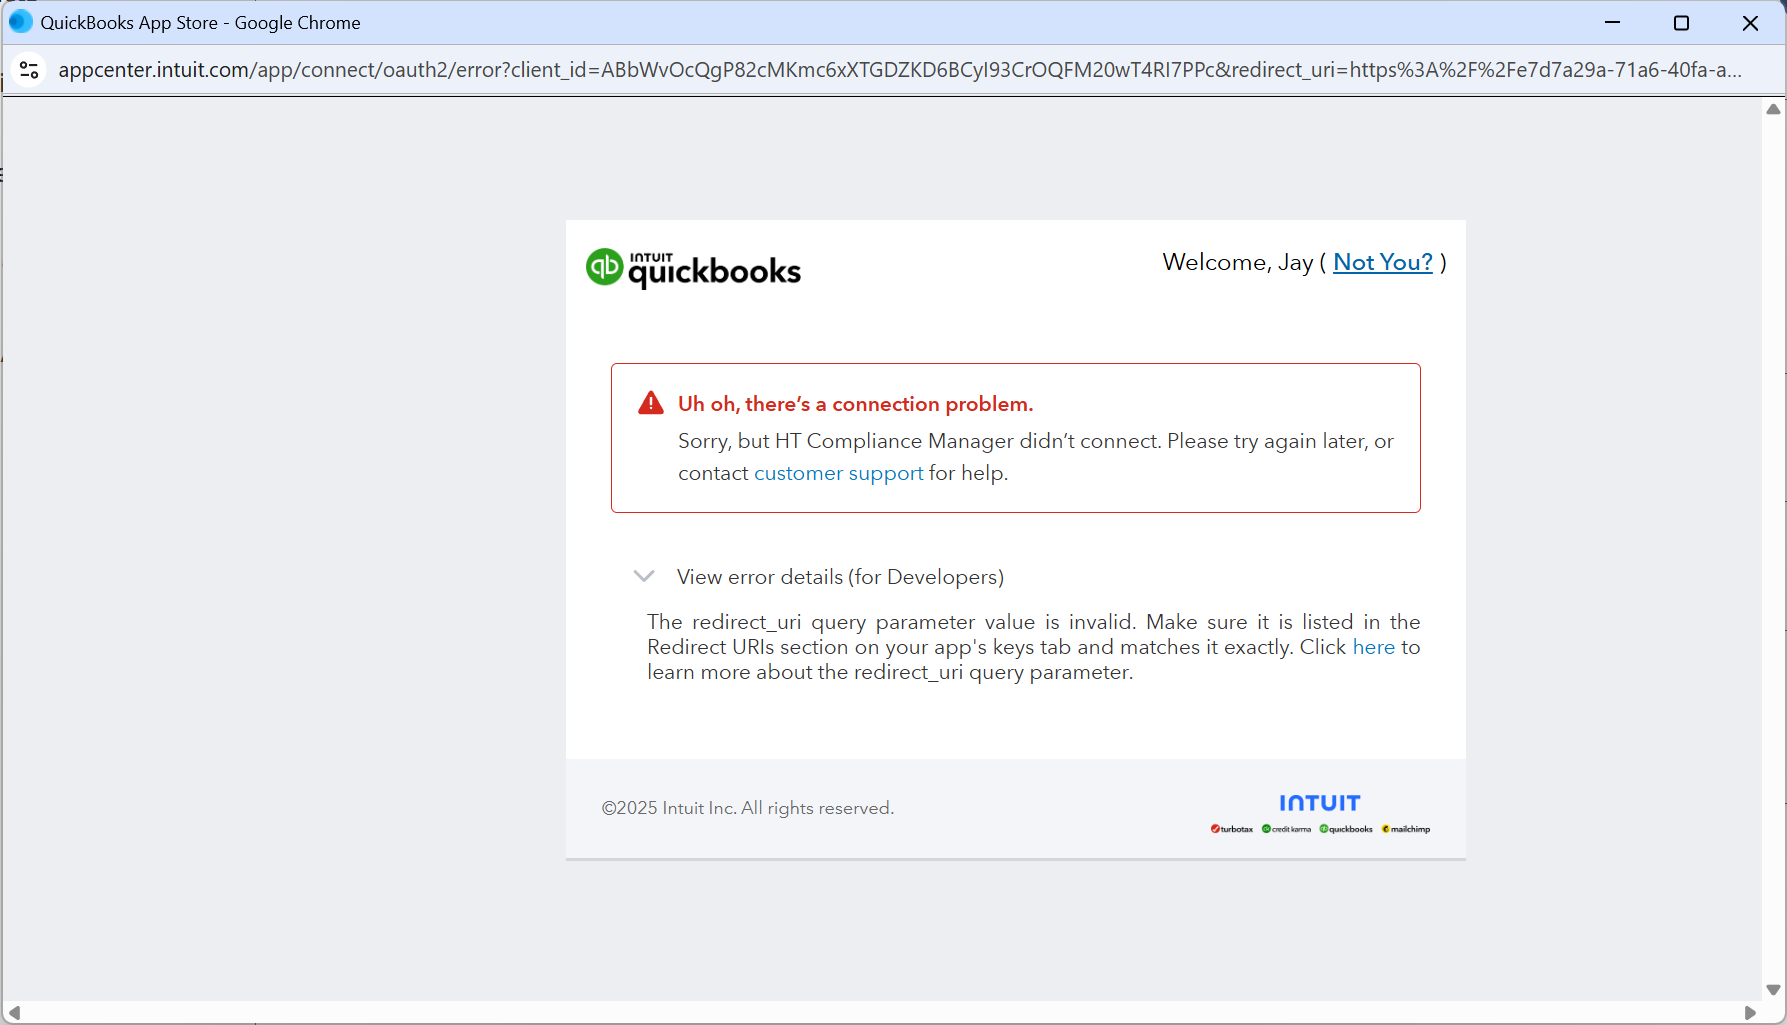 QuickBooks App Store - Google Chrome
appcenter.intuit.com/app/connect/oauth2/error?client_id=ABbWvOcQgP82cMKmc6xXTGDZKD6BCyI93CrOQFM20wT4RI7PPc&redirect_uri=https%3A%2F%2Fe7d7a29a-71a6-40fa-a...
INTUIT
quickbooks
Welcome, Jay ( Not You? )
Uh oh, there’s a connection problem.
Sorry, but HT Compliance Manager didn’t connect. Please try again later, or
contact customer support for help.
View error details (for Developers)
The redirect_uri query parameter value is invalid. Make sure it is listed in the
Redirect URIs section on your app's keys tab and matches it exactly. Click here to
learn more about the redirect_uri query parameter.
©2025 Intuit Inc. All rights reserved.
INTUIT
turbotax creditkarma quickbooks mailchimp